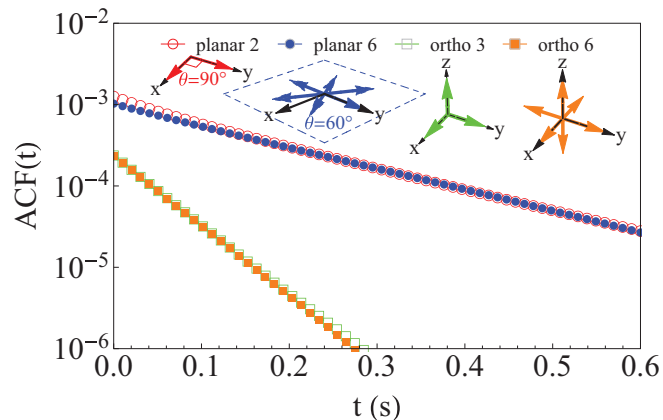 10⁻²
planar 2 planar 6 ortho 3 ortho 6
z z
x θ=90° y
x θ=60° y
x y
x y
10⁻³
10⁻⁴
10⁻⁵
10⁻⁶
ACF(t)
0.0 0.1 0.2 0.3 0.4 0.5 0.6
t (s)